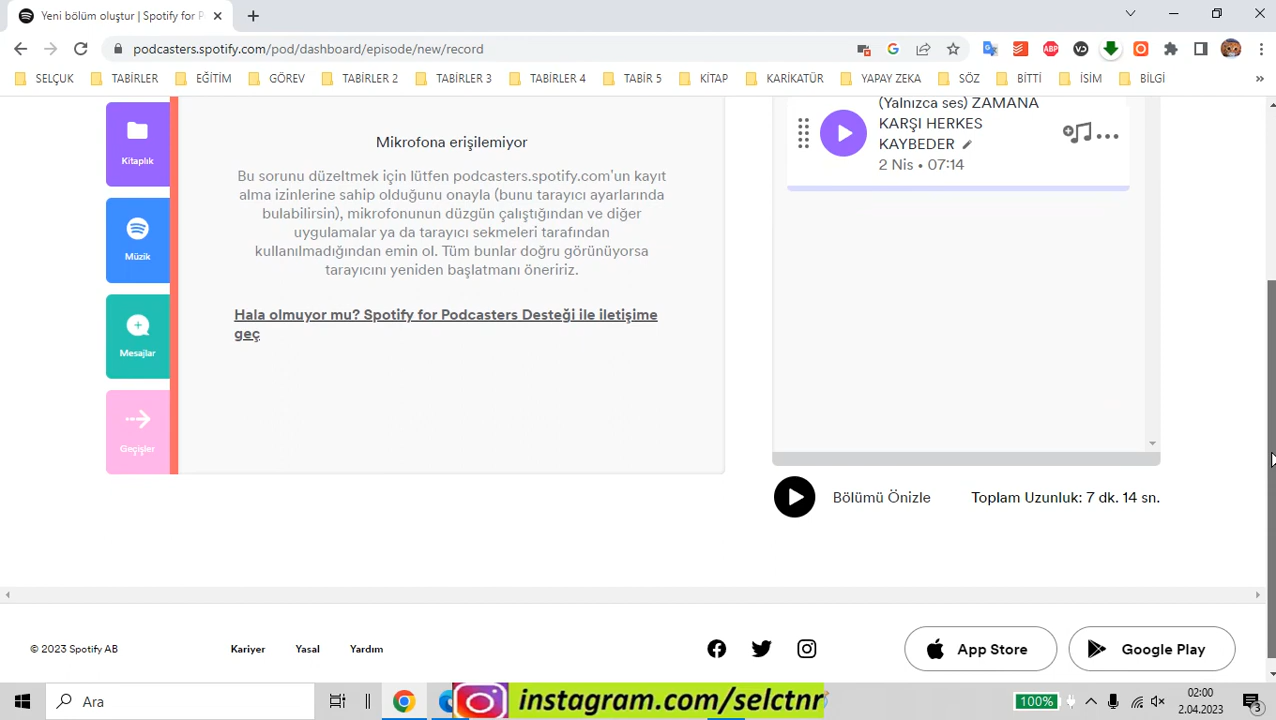 Yeni bölüm oluştur | Spotify for P
podcasters.spotify.com/pod/dashboard/episode/new/record
SELÇUK TABİRLER EĞİTİM GÖREV TABİRLER 2 TABİRLER 3 TABİRLER 4 TABİR 5 KİTAP KARİKATÜR YAPAY ZEKA SÖZ BİTTİ İSİM BİLGİ »
Kitaplık
Müzik
Mesajlar
Geçişler
Mikrofona erişilemiyor
Bu sorunu düzeltmek için lütfen podcasters.spotify.com'un kayıt
alma izinlerine sahip olduğunu onayla (bunu tarayıcı ayarlarında
bulabilirsin), mikrofonunun düzgün çalıştığından ve diğer
uygulamalar ya da tarayıcı sekmeleri tarafından
kullanılmadığından emin ol. Tüm bunlar doğru görünüyorsa
tarayıcını yeniden başlatmanı öneririz.
Hala olmuyor mu? Spotify for Podcasters Desteği ile iletişime
geç
(Yalnızca ses) ZAMANA
KARŞI HERKES
KAYBEDER
2 Nis • 07:14
Bölümü Önizle Toplam Uzunluk: 7 dk. 14 sn.
© 2023 Spotify AB Kariyer Yasal Yardım App Store Google Play
Ara
instagram.com/selctnr
100%
02:00
2.04.2023